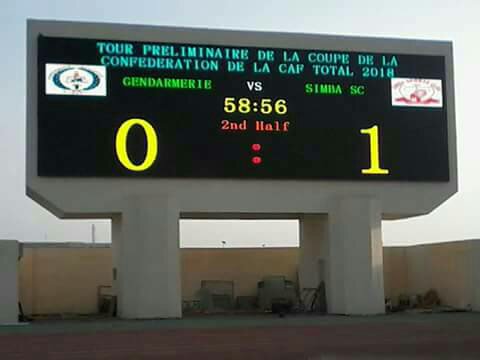 TOUR PRELIMINAIRE DE LA COUPE DE LA
CONFEDERATION DE LA CAF TOTAL 2018
GENDARMERIE VS SIMBA SC
58:56
2nd Half
0 : 1